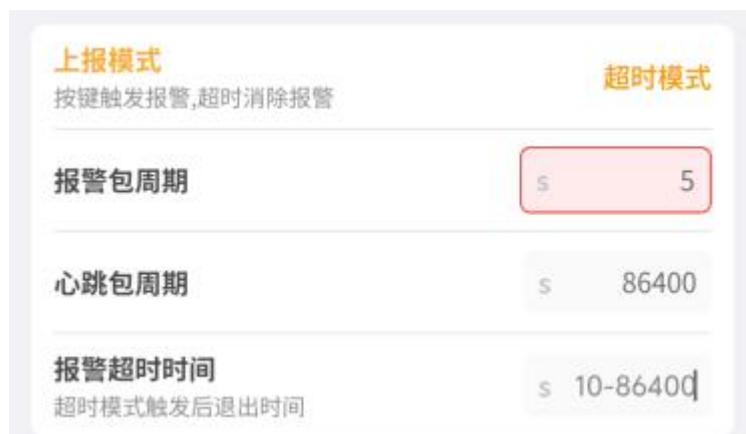 上报模式
按键触发报警,超时消除报警
超时模式
报警包周期
s 5
心跳包周期
s 86400
报警超时时间
超时模式触发后退出时间
s 10-86400